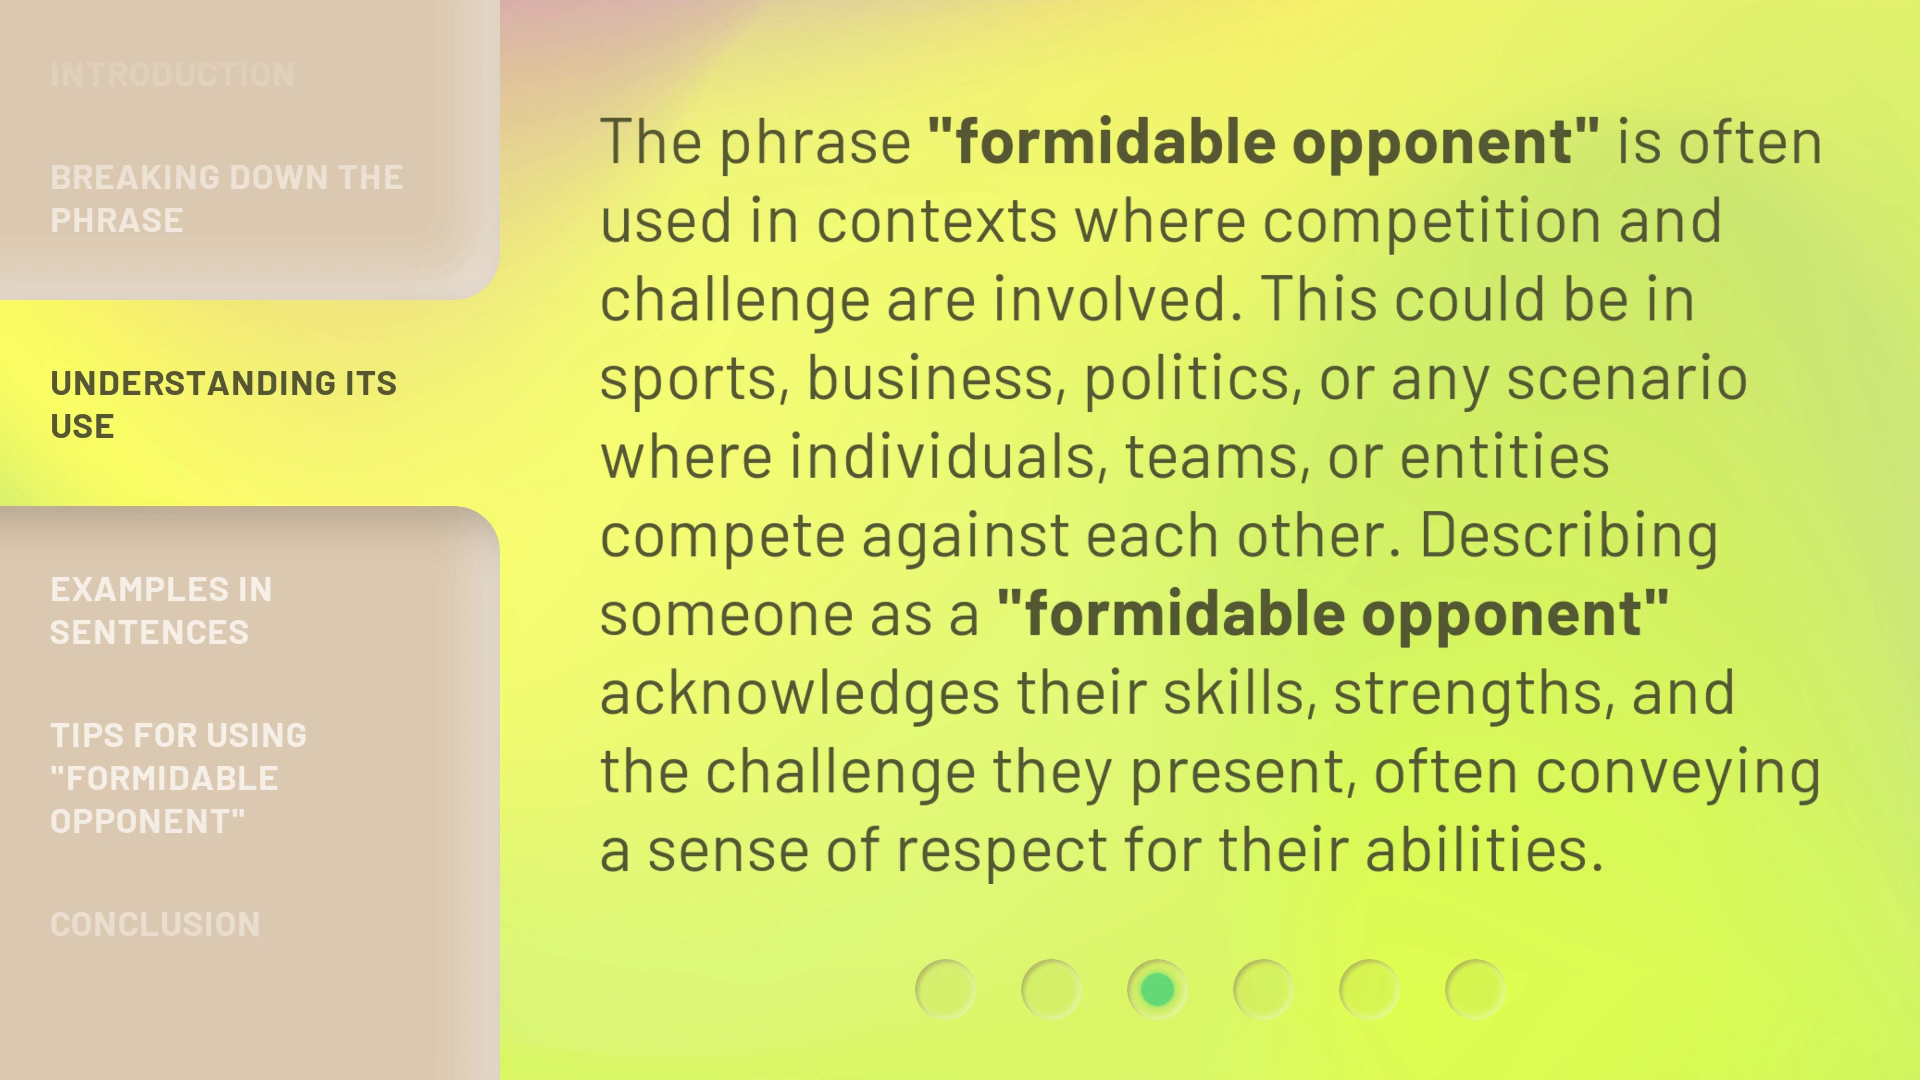 INTRODUCTION
BREAKING DOWN THE
PHRASE
UNDERSTANDING ITS
USE
EXAMPLES IN
SENTENCES
TIPS FOR USING
"FORMIDABLE
OPPONENT"
CONCLUSION
The phrase "formidable opponent" is often
used in contexts where competition and
challenge are involved. This could be in
sports, business, politics, or any scenario
where individuals, teams, or entities
compete against each other. Describing
someone as a "formidable opponent"
acknowledges their skills, strengths, and
the challenge they present, often conveying
a sense of respect for their abilities.